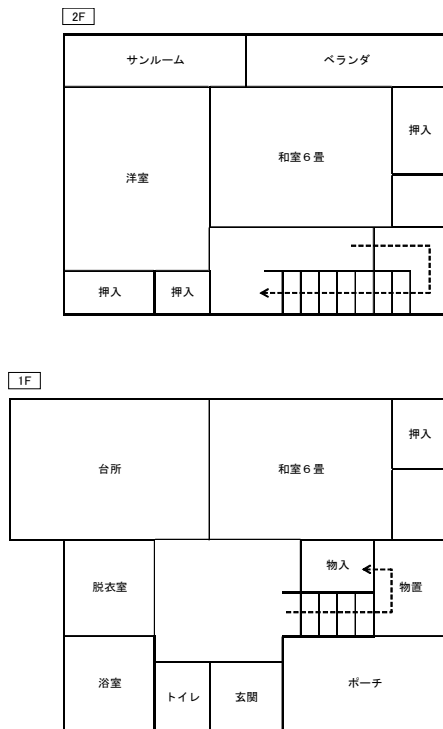 2F
サンルーム
ベランダ
押入
和室6畳
洋室
押入
押入
1F
押入
台所
和室6畳
物入
脱衣室
物置
浴室
トイレ
玄関
ポーチ